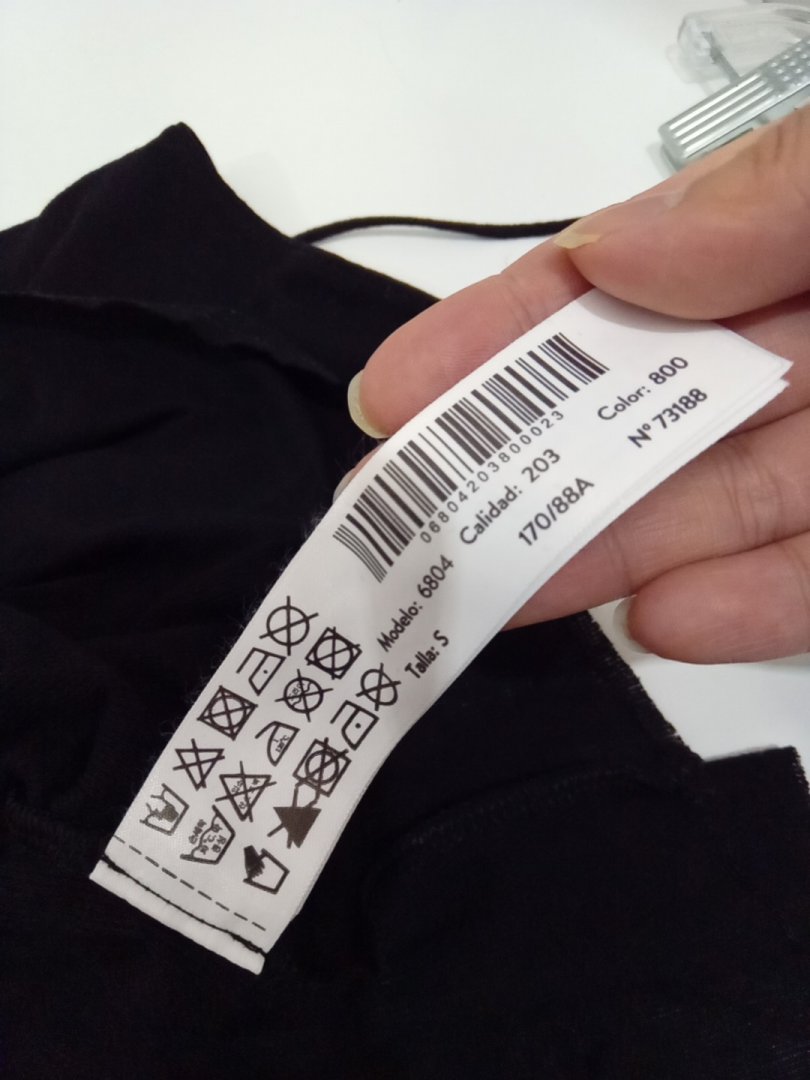 06804203800023
Modelo: 6804 Calidad: 203 Color: 800
Talla: S 170/88A Nº 73188